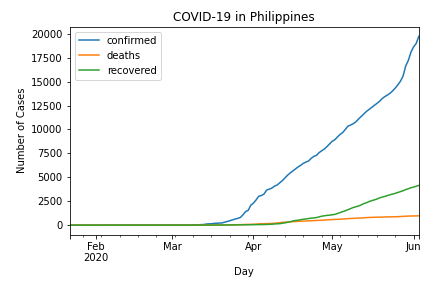 COVID-19 in Philippines
confirmed
deaths
recovered
Number of Cases
20000
17500
15000
12500
10000
7500
5000
2500
0
Feb
2020
Mar
Apr
May
Jun
Day